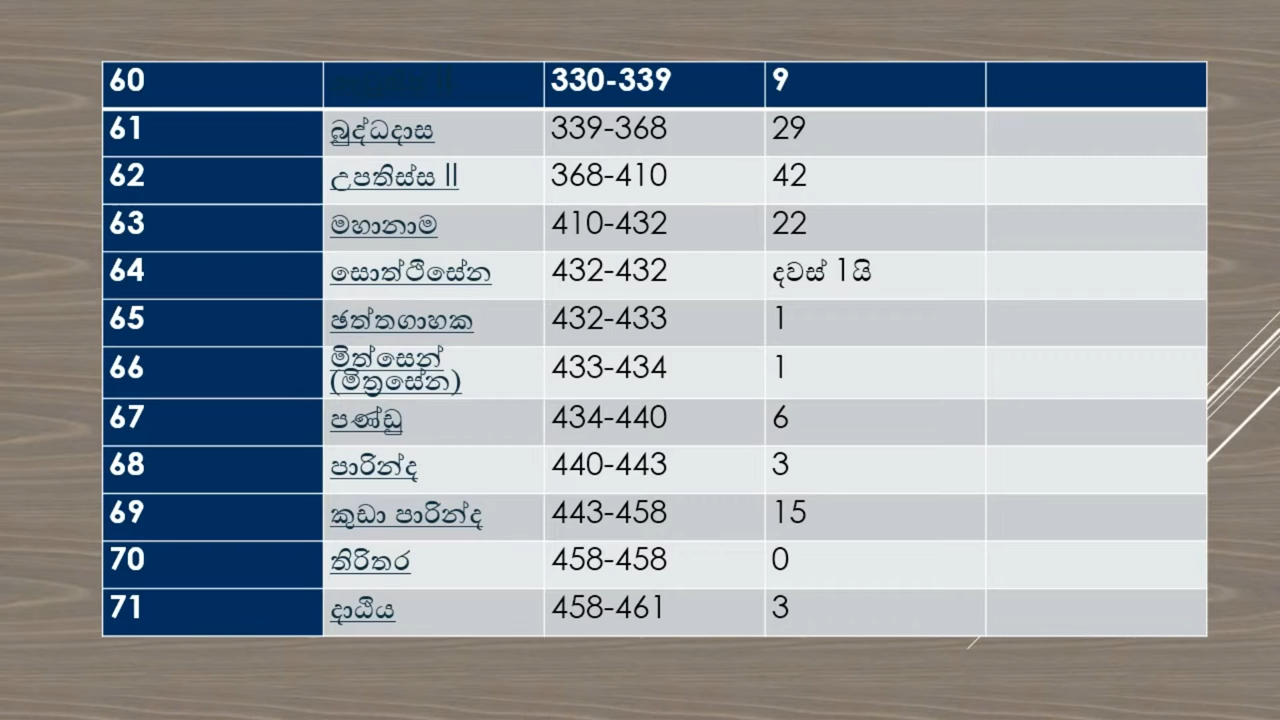 60 330-339 9
61 බුද්ධදාස 339-368 29
62 උපතිස්ස II 368-410 42
63 මහානාම 410-432 22
64 සොත්ථිසේන 432-432 දවස් 1යි
65 ඡත්තගාහක 432-433 1
66 මිත්සෙන් (මිත්‍රසේන) 433-434 1
67 පණ්ඩු 434-440 6
68 පාරින්ද 440-443 3
69 කුඩා පාරින්ද 443-458 15
70 තිරිතර 458-458 0
71 දාඨිය 458-461 3